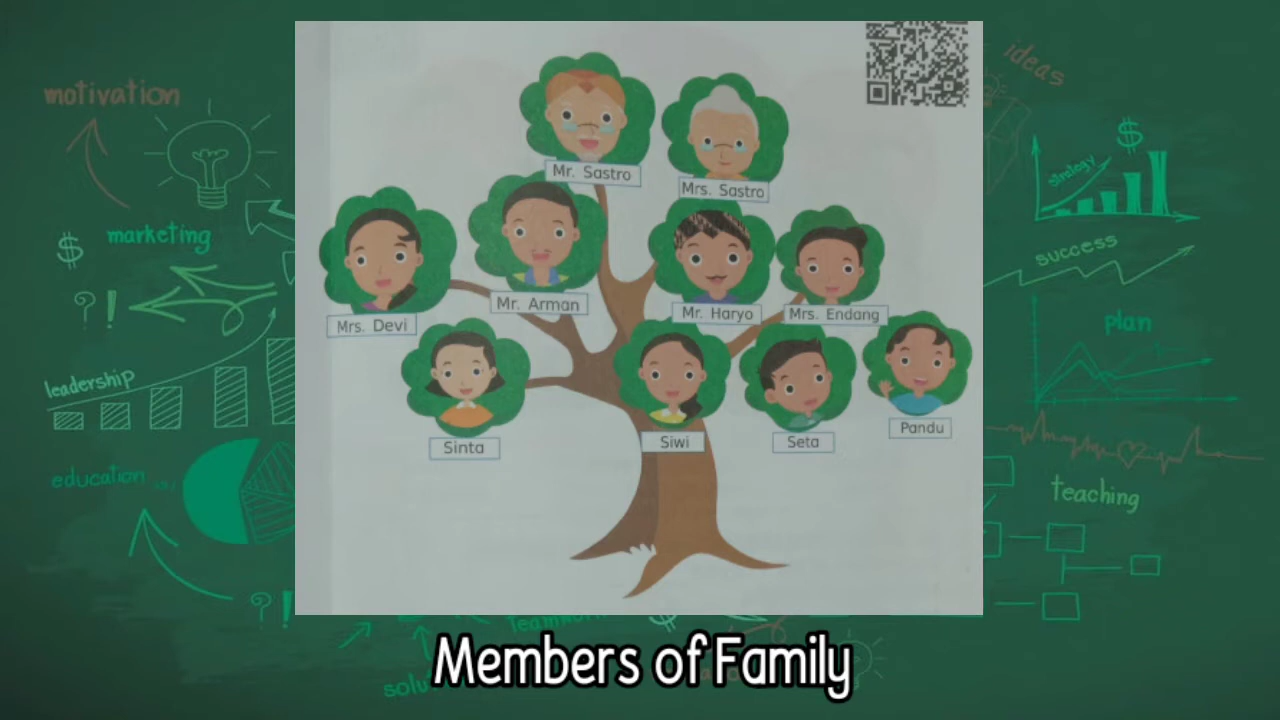 motivation
ideas
$
strategy
Mr. Sastro
Mrs. Sastro
$
marketing
success
? !
Mrs. Devi
Mr. Arman
Mr. Haryo
Mrs. Endang
plan
leadership
Sinta
Siwi
Seta
Pandu
education
teaching
? !
Members of Family